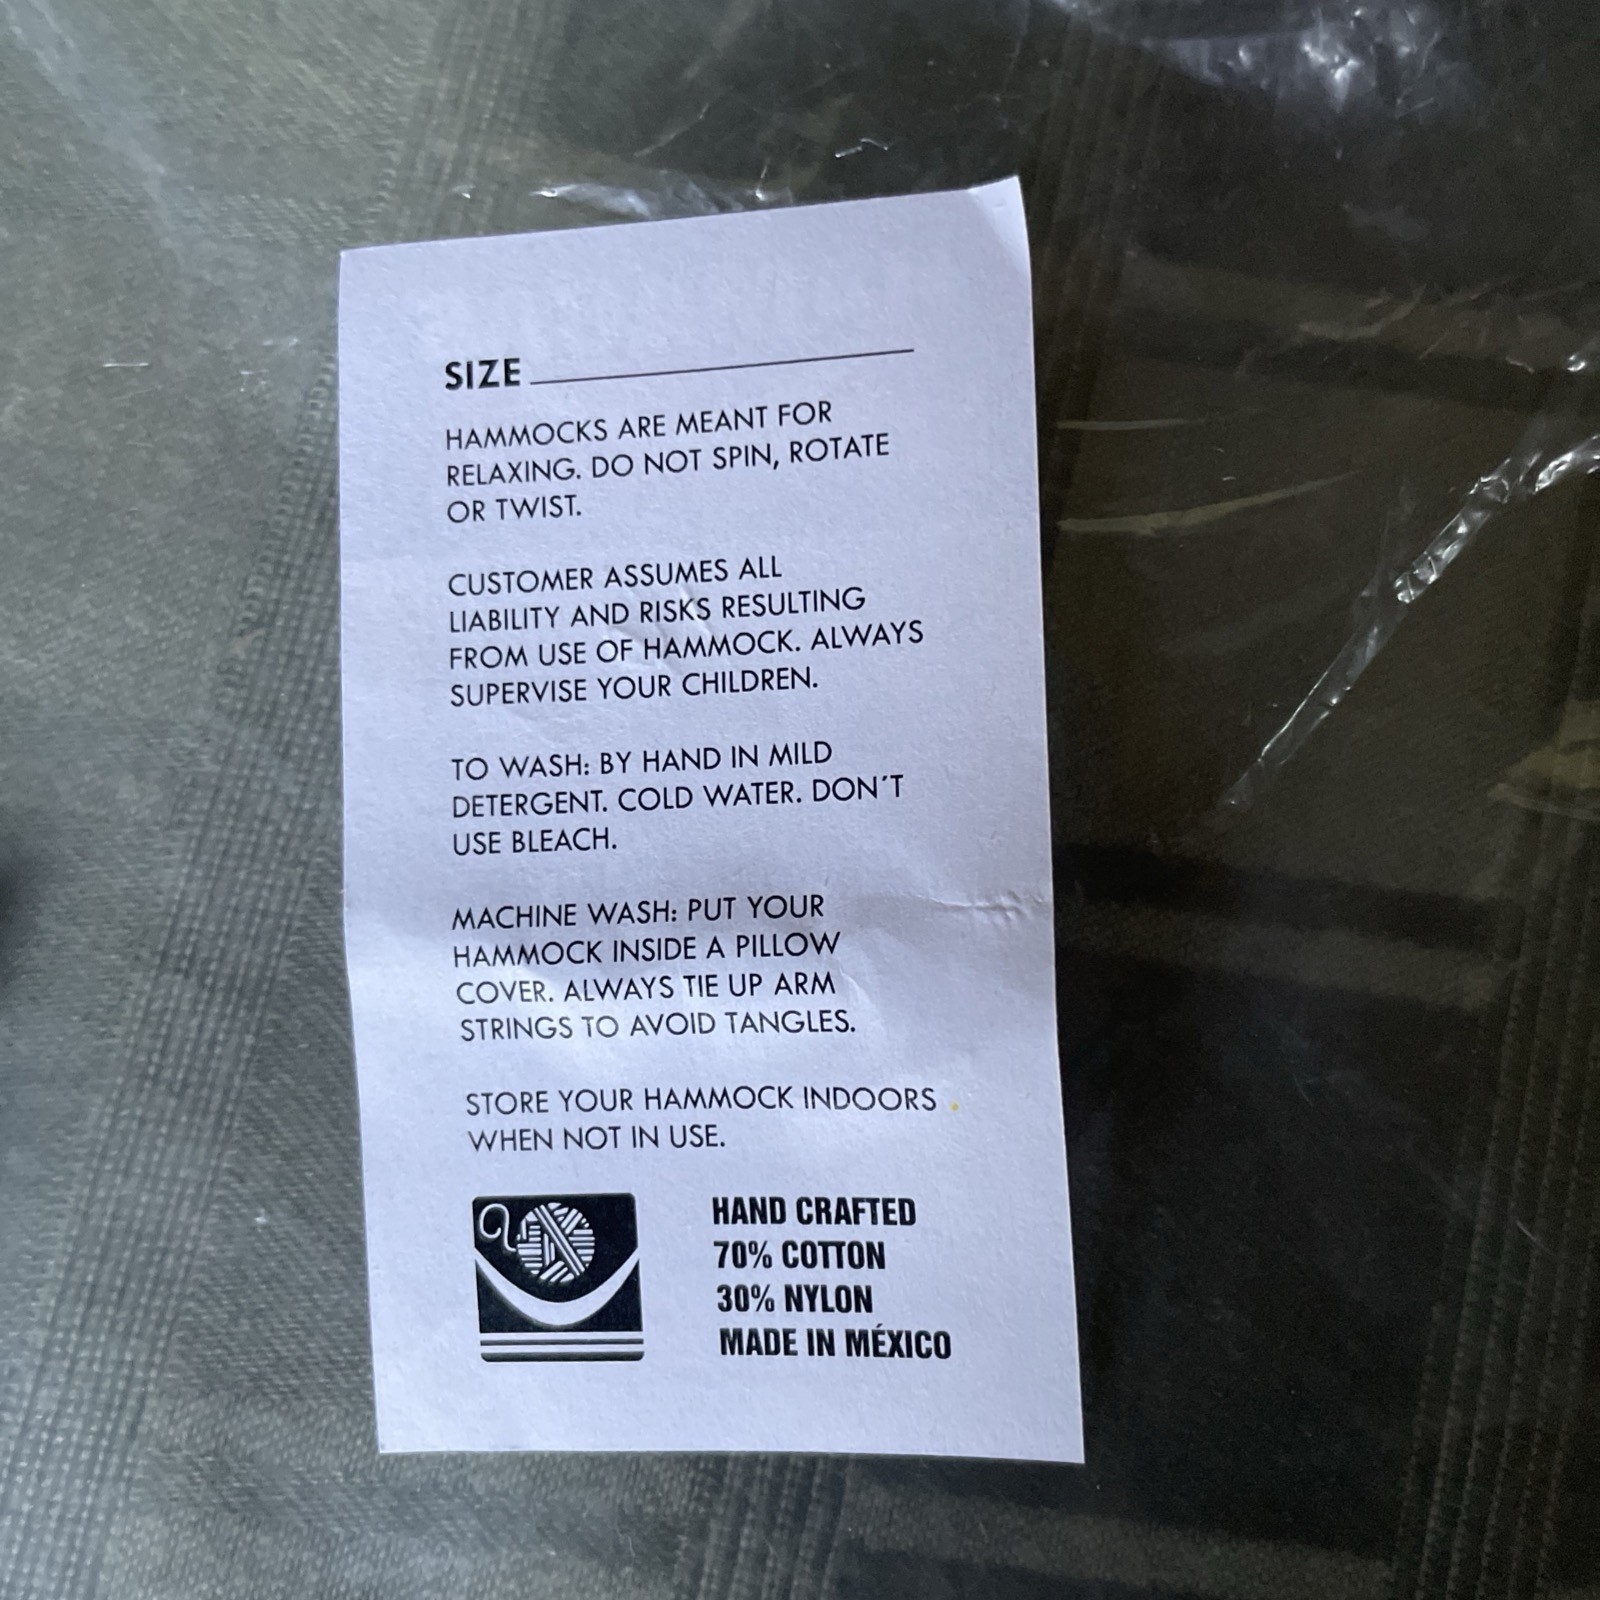 SIZE
HAMMOCKS ARE MEANT FOR
RELAXING. DO NOT SPIN, ROTATE
OR TWIST.
CUSTOMER ASSUMES ALL
LIABILITY AND RISKS RESULTING
FROM USE OF HAMMOCK. ALWAYS
SUPERVISE YOUR CHILDREN.
TO WASH: BY HAND IN MILD
DETERGENT. COLD WATER. DON'T
USE BLEACH.
MACHINE WASH: PUT YOUR
HAMMOCK INSIDE A PILLOW
COVER. ALWAYS TIE UP ARM
STRINGS TO AVOID TANGLES.
STORE YOUR HAMMOCK INDOORS
WHEN NOT IN USE.
HAND CRAFTED
70% COTTON
30% NYLON
MADE IN MÉXICO